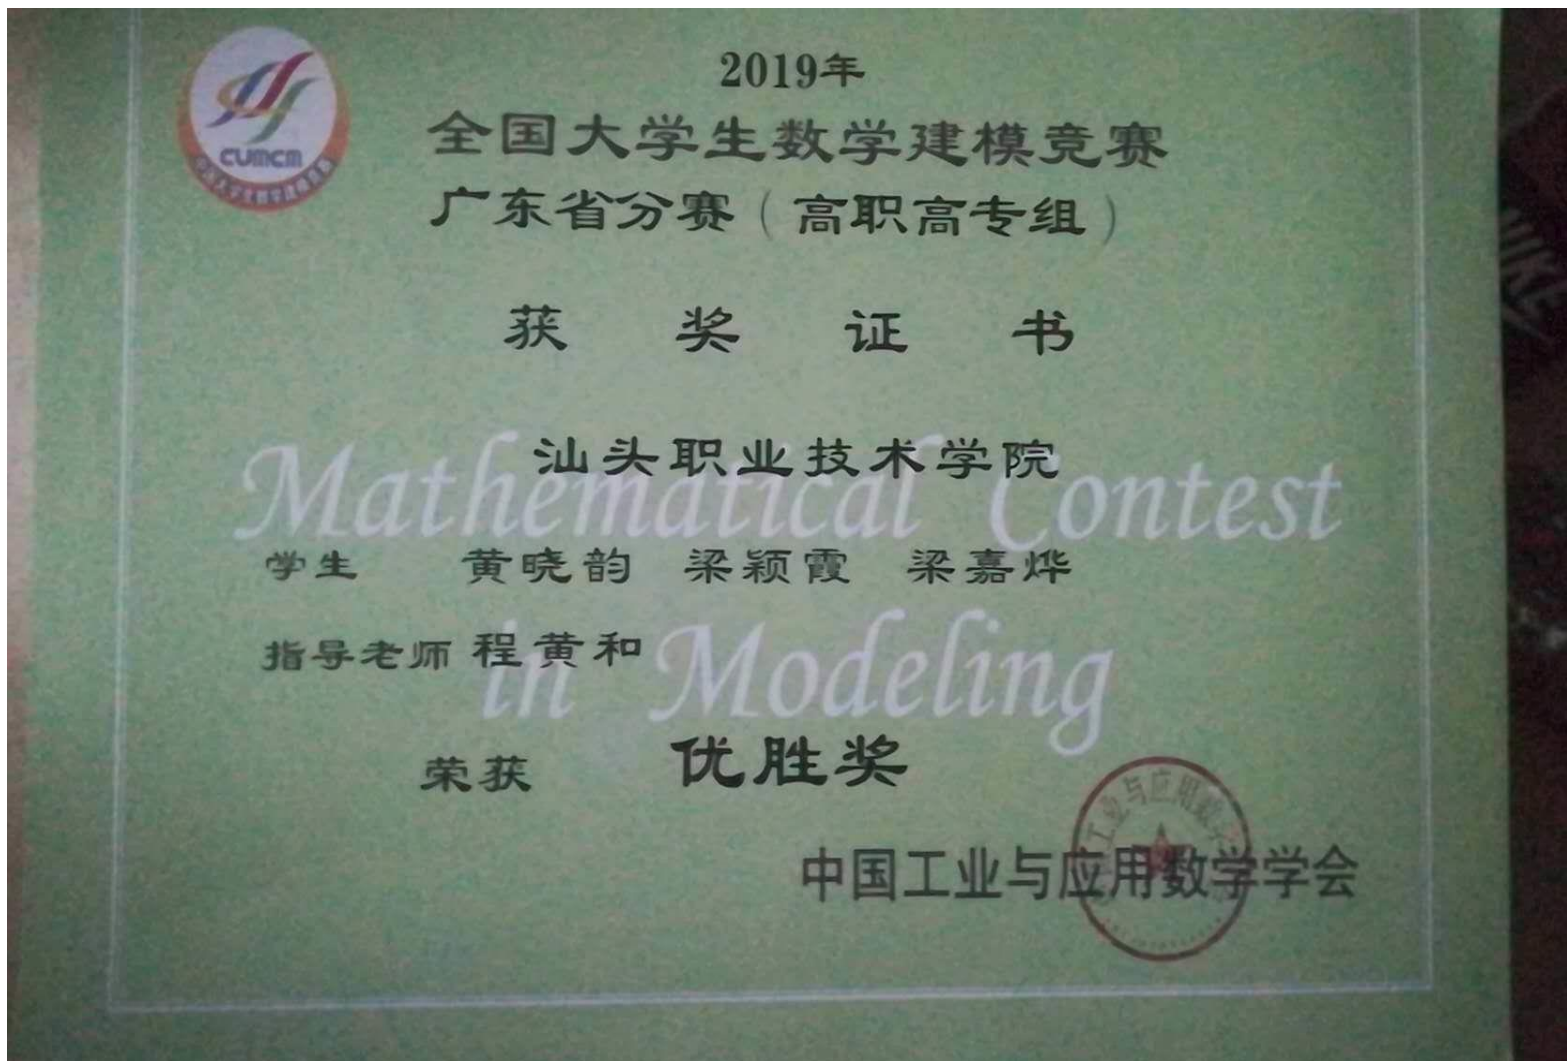 2019年
全国大学生数学建模竞赛
广东省分赛（高职高专组）
CUMCM
获奖证书
汕头职业技术学院
Mathematical Contest
学生 黄晓韵 梁颖霞 梁嘉烨
指导老师 程黄和
in Modeling
荣获 优胜奖
中国工业与应用数学学会